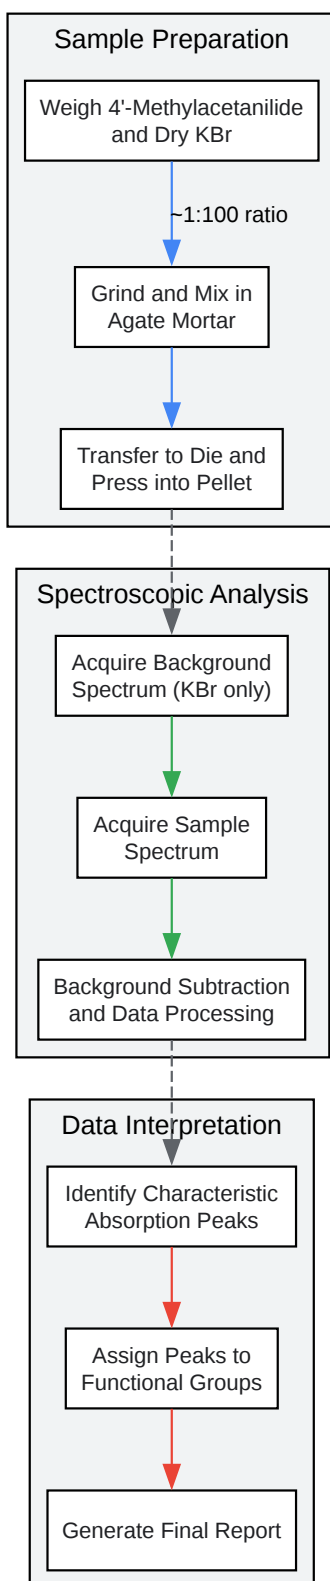 Sample Preparation
Weigh 4'-Methylacetanilide
and Dry KBr
~1:100 ratio
Grind and Mix in
Agate Mortar
Transfer to Die and
Press into Pellet
Spectroscopic Analysis
Acquire Background
Spectrum (KBr only)
Acquire Sample
Spectrum
Background Subtraction
and Data Processing
Data Interpretation
Identify Characteristic
Absorption Peaks
Assign Peaks to
Functional Groups
Generate Final Report